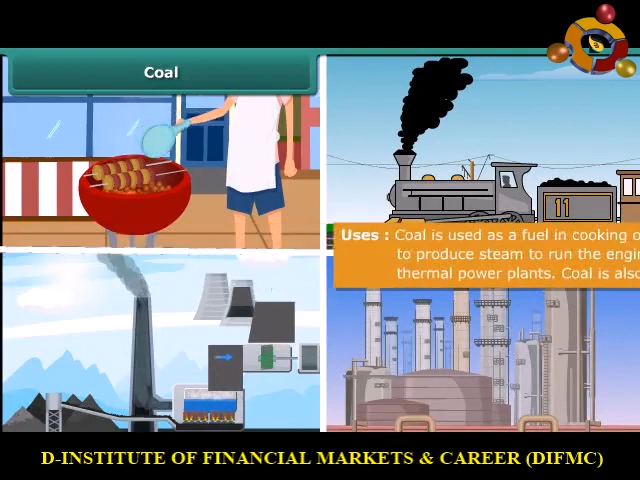 Coal
11
Uses : Coal is used as a fuel in cooking
to produce steam to run the
thermal power plants. Coal is also
D-INSTITUTE OF FINANCIAL MARKETS & CAREER (DIFMC)